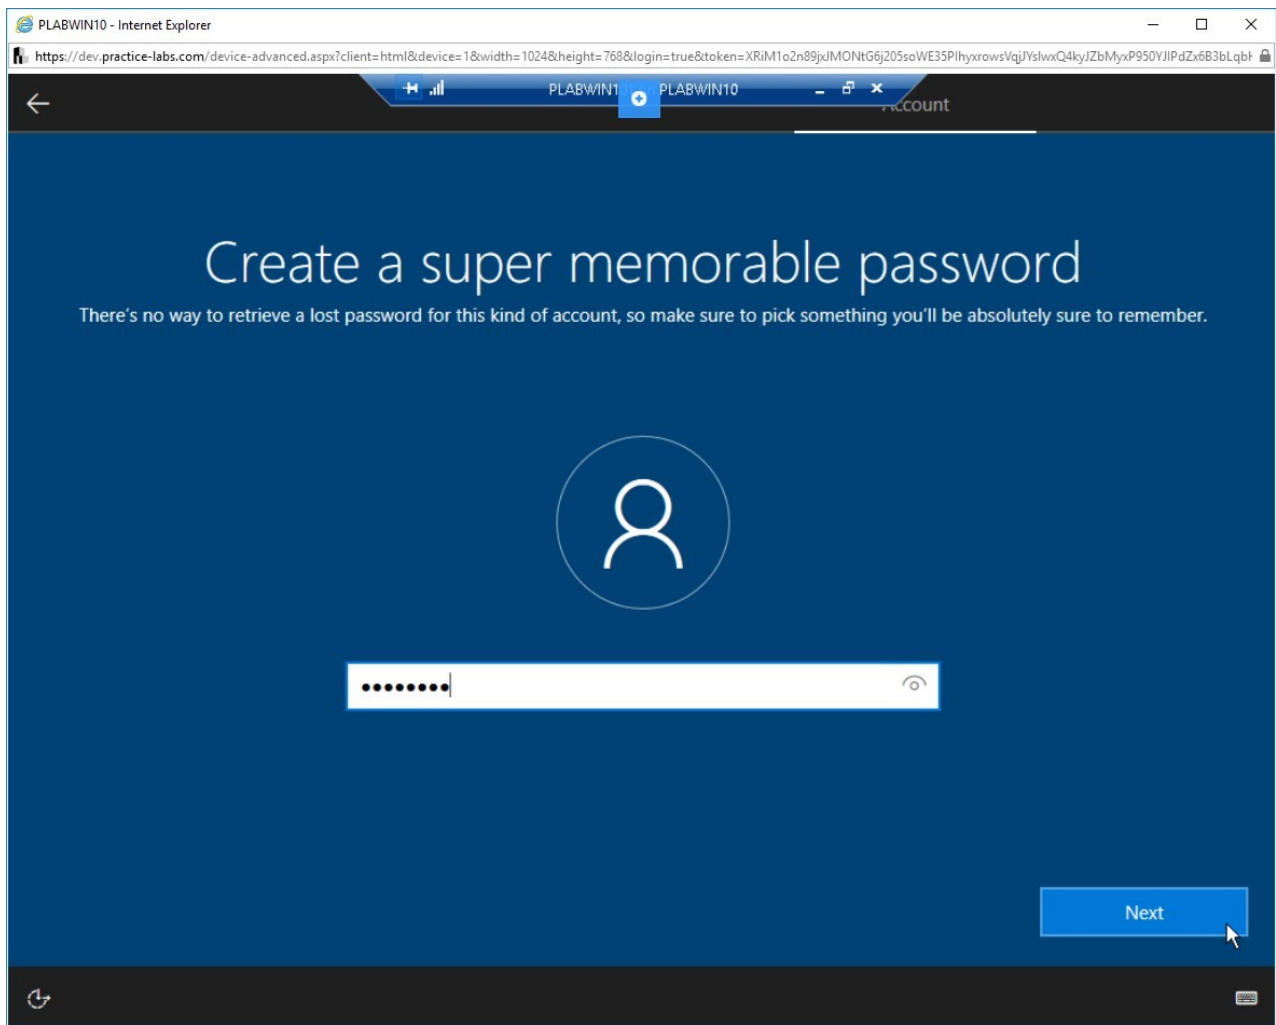 PLABWIN10 - Internet Explorer
https://dev.practice-labs.com/device-advanced.aspx?client=html&device=1&width=1024&height=768&login=true&token=
PLABWIN10 PLABWIN10
Account
Create a super memorable password
There's no way to retrieve a lost password for this kind of account, so make sure to pick something you'll be absolutely sure to remember.
Next